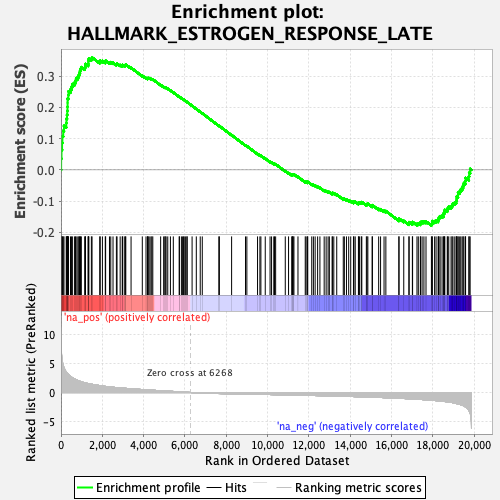 Enrichment plot:
HALLMARK_ESTROGEN_RESPONSE_LATE
Enrichment score (ES)
0.3
0.2
0.1
0.0
-0.1
-0.2
'na_pos' (positively correlated)
Ranked list metric (PreRanked)
10
5
0
-5
Zero cross at 6268
'na_neg' (negatively correlated)
0 2,000 4,000 6,000 8,000 10,000 12,000 14,000 16,000 18,000 20,000
Rank in Ordered Dataset
Enrichment profile Hits Ranking metric scores